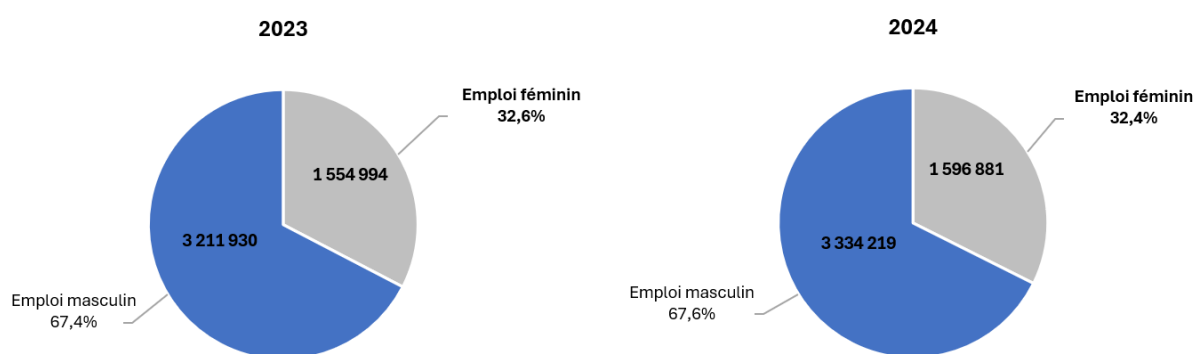 2023
Emploi féminin
32,6%
1 554 994
3 211 930
Emploi masculin
67,4%
2024
Emploi féminin
32,4%
1 596 881
3 334 219
Emploi masculin
67,6%